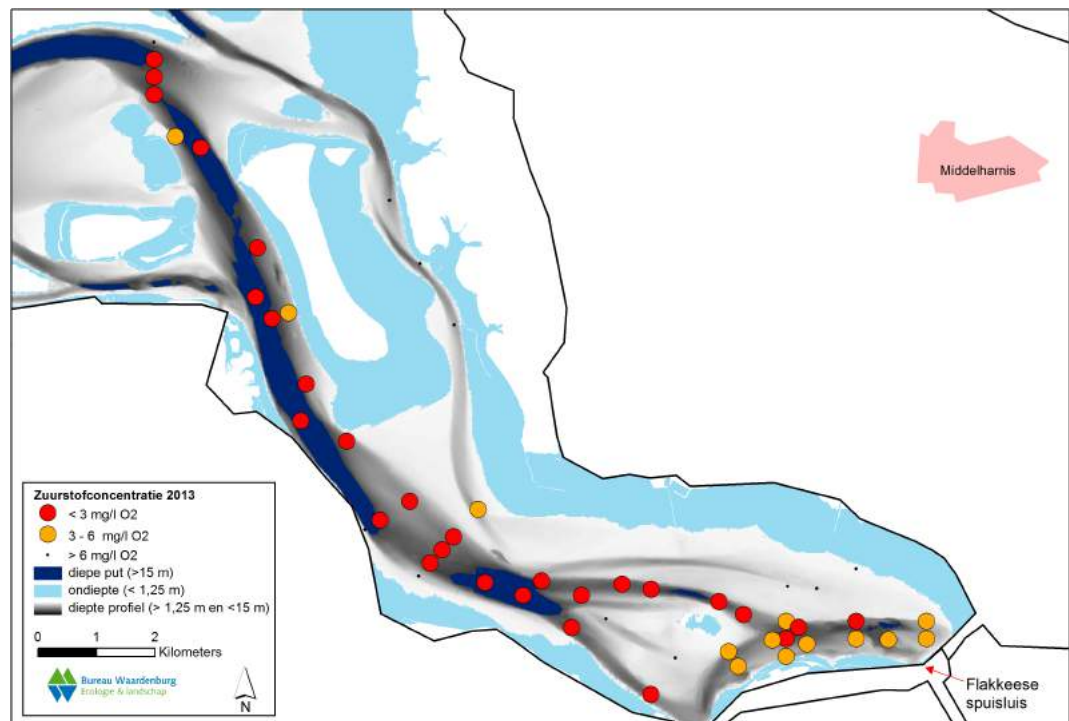 Middelharnis
Zuurstofconcentratie 2013
< 3 mg/l O2
3 - 6 mg/l O2
> 6 mg/l O2
diepe put (>15 m)
ondiepte (< 1,25 m)
diepte profiel (> 1,25 m en <15 m)
0 1 2
Kilometers
Bureau Waardenburg
Ecologie & landschap
N
Flakkeese
spuisluis